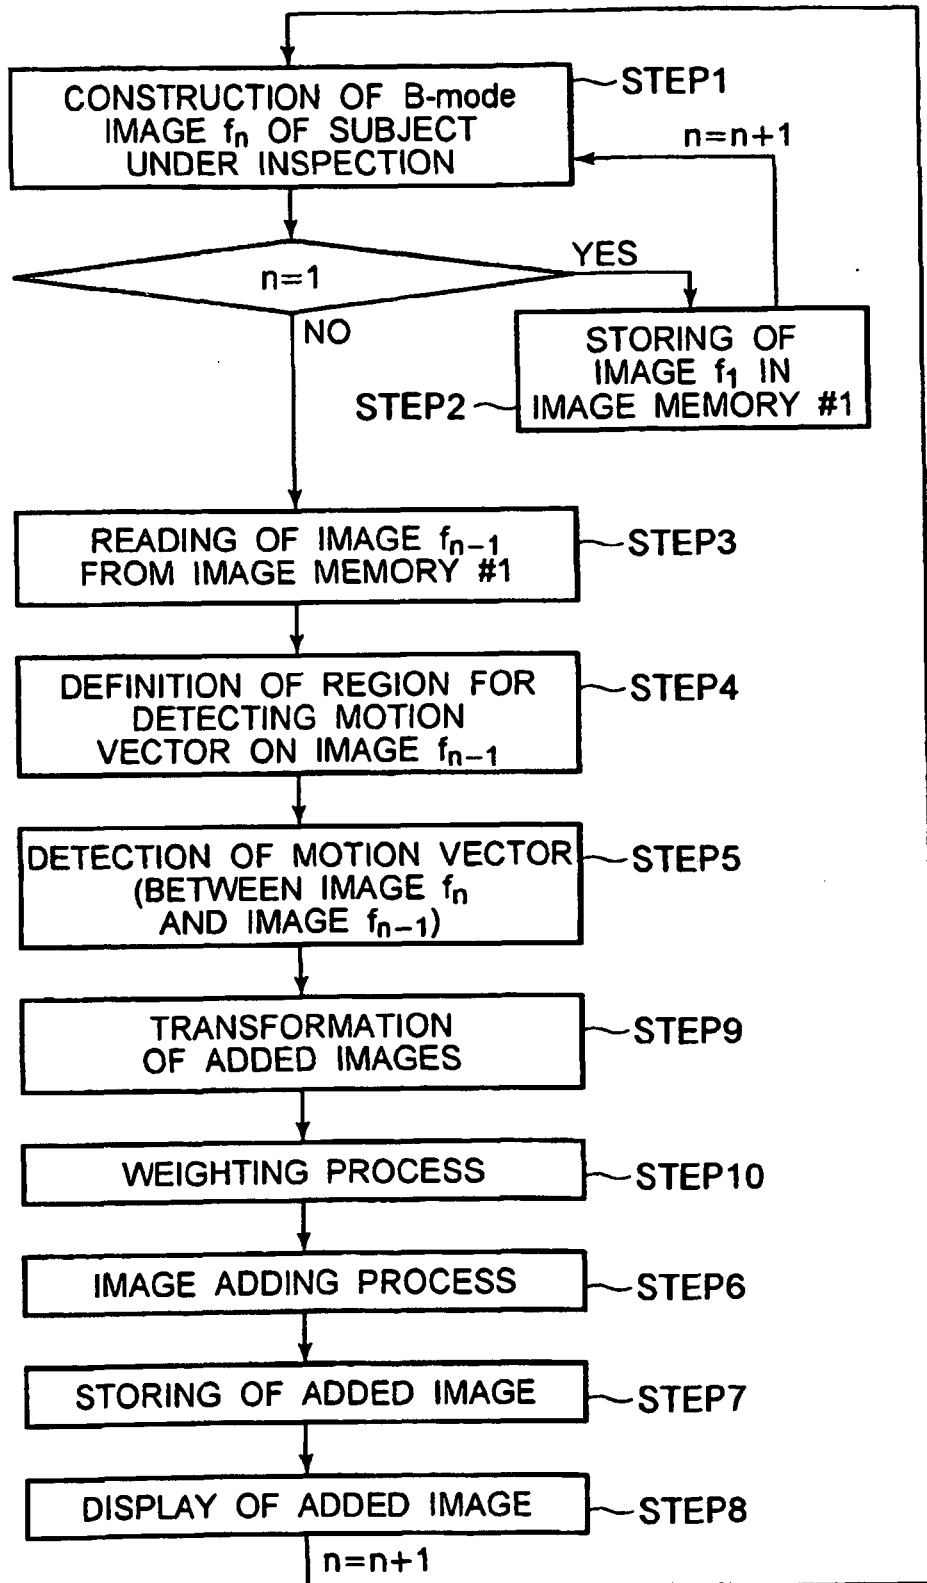 CONSTRUCTION OF B-mode
IMAGE fn OF SUBJECT
UNDER INSPECTION
STEP1
n=n+1
n=1
YES
NO
STORING OF
IMAGE f1 IN
IMAGE MEMORY #1
STEP2
READING OF IMAGE fn-1
FROM IMAGE MEMORY #1
STEP3
DEFINITION OF REGION FOR
DETECTING MOTION
VECTOR ON IMAGE fn-1
STEP4
DETECTION OF MOTION VECTOR
(BETWEEN IMAGE fn
AND IMAGE fn-1)
STEP5
TRANSFORMATION
OF ADDED IMAGES
STEP9
WEIGHTING PROCESS
STEP10
IMAGE ADDING PROCESS
STEP6
STORING OF ADDED IMAGE
STEP7
DISPLAY OF ADDED IMAGE
STEP8
n=n+1